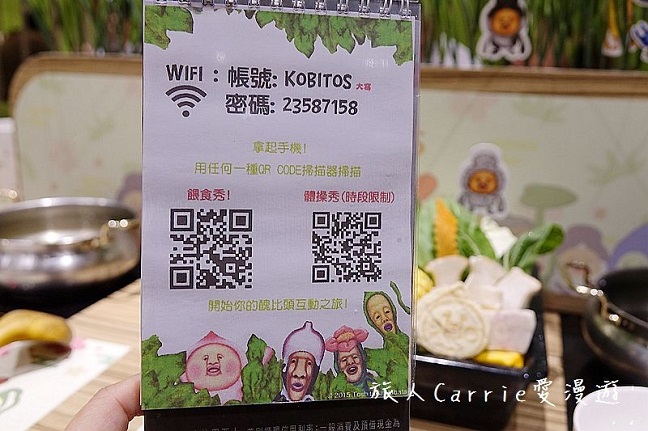 WIFI : 帳號: KOBITOS 大寫
密碼: 23587158
拿起手機!
用任何一種QR CODE掃描器掃描
餵食秀! 體操秀(時段限制)
開始你的醜比頭互動之旅!
© 2015 Toshi
旅人Carrie愛漫遊